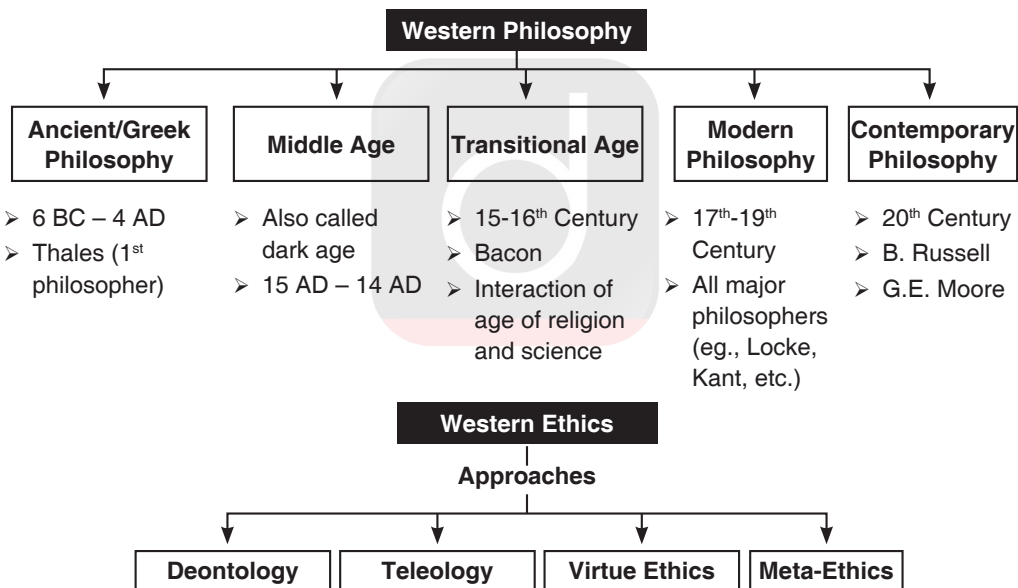 Western Philosophy
Ancient/Greek
Philosophy
Middle Age
Transitional Age
Modern
Philosophy
Contemporary
Philosophy
➢ 6 BC – 4 AD
➢ Thales (1st
philosopher)
➢ Also called
dark age
➢ 15 AD – 14 AD
➢ 15-16th Century
➢ Bacon
➢ Interaction of
age of religion
and science
➢ 17th-19th
Century
➢ All major
philosophers
(eg., Locke,
Kant, etc.)
➢ 20th Century
➢ B. Russell
➢ G.E. Moore
Western Ethics
Approaches
Deontology
Teleology
Virtue Ethics
Meta-Ethics